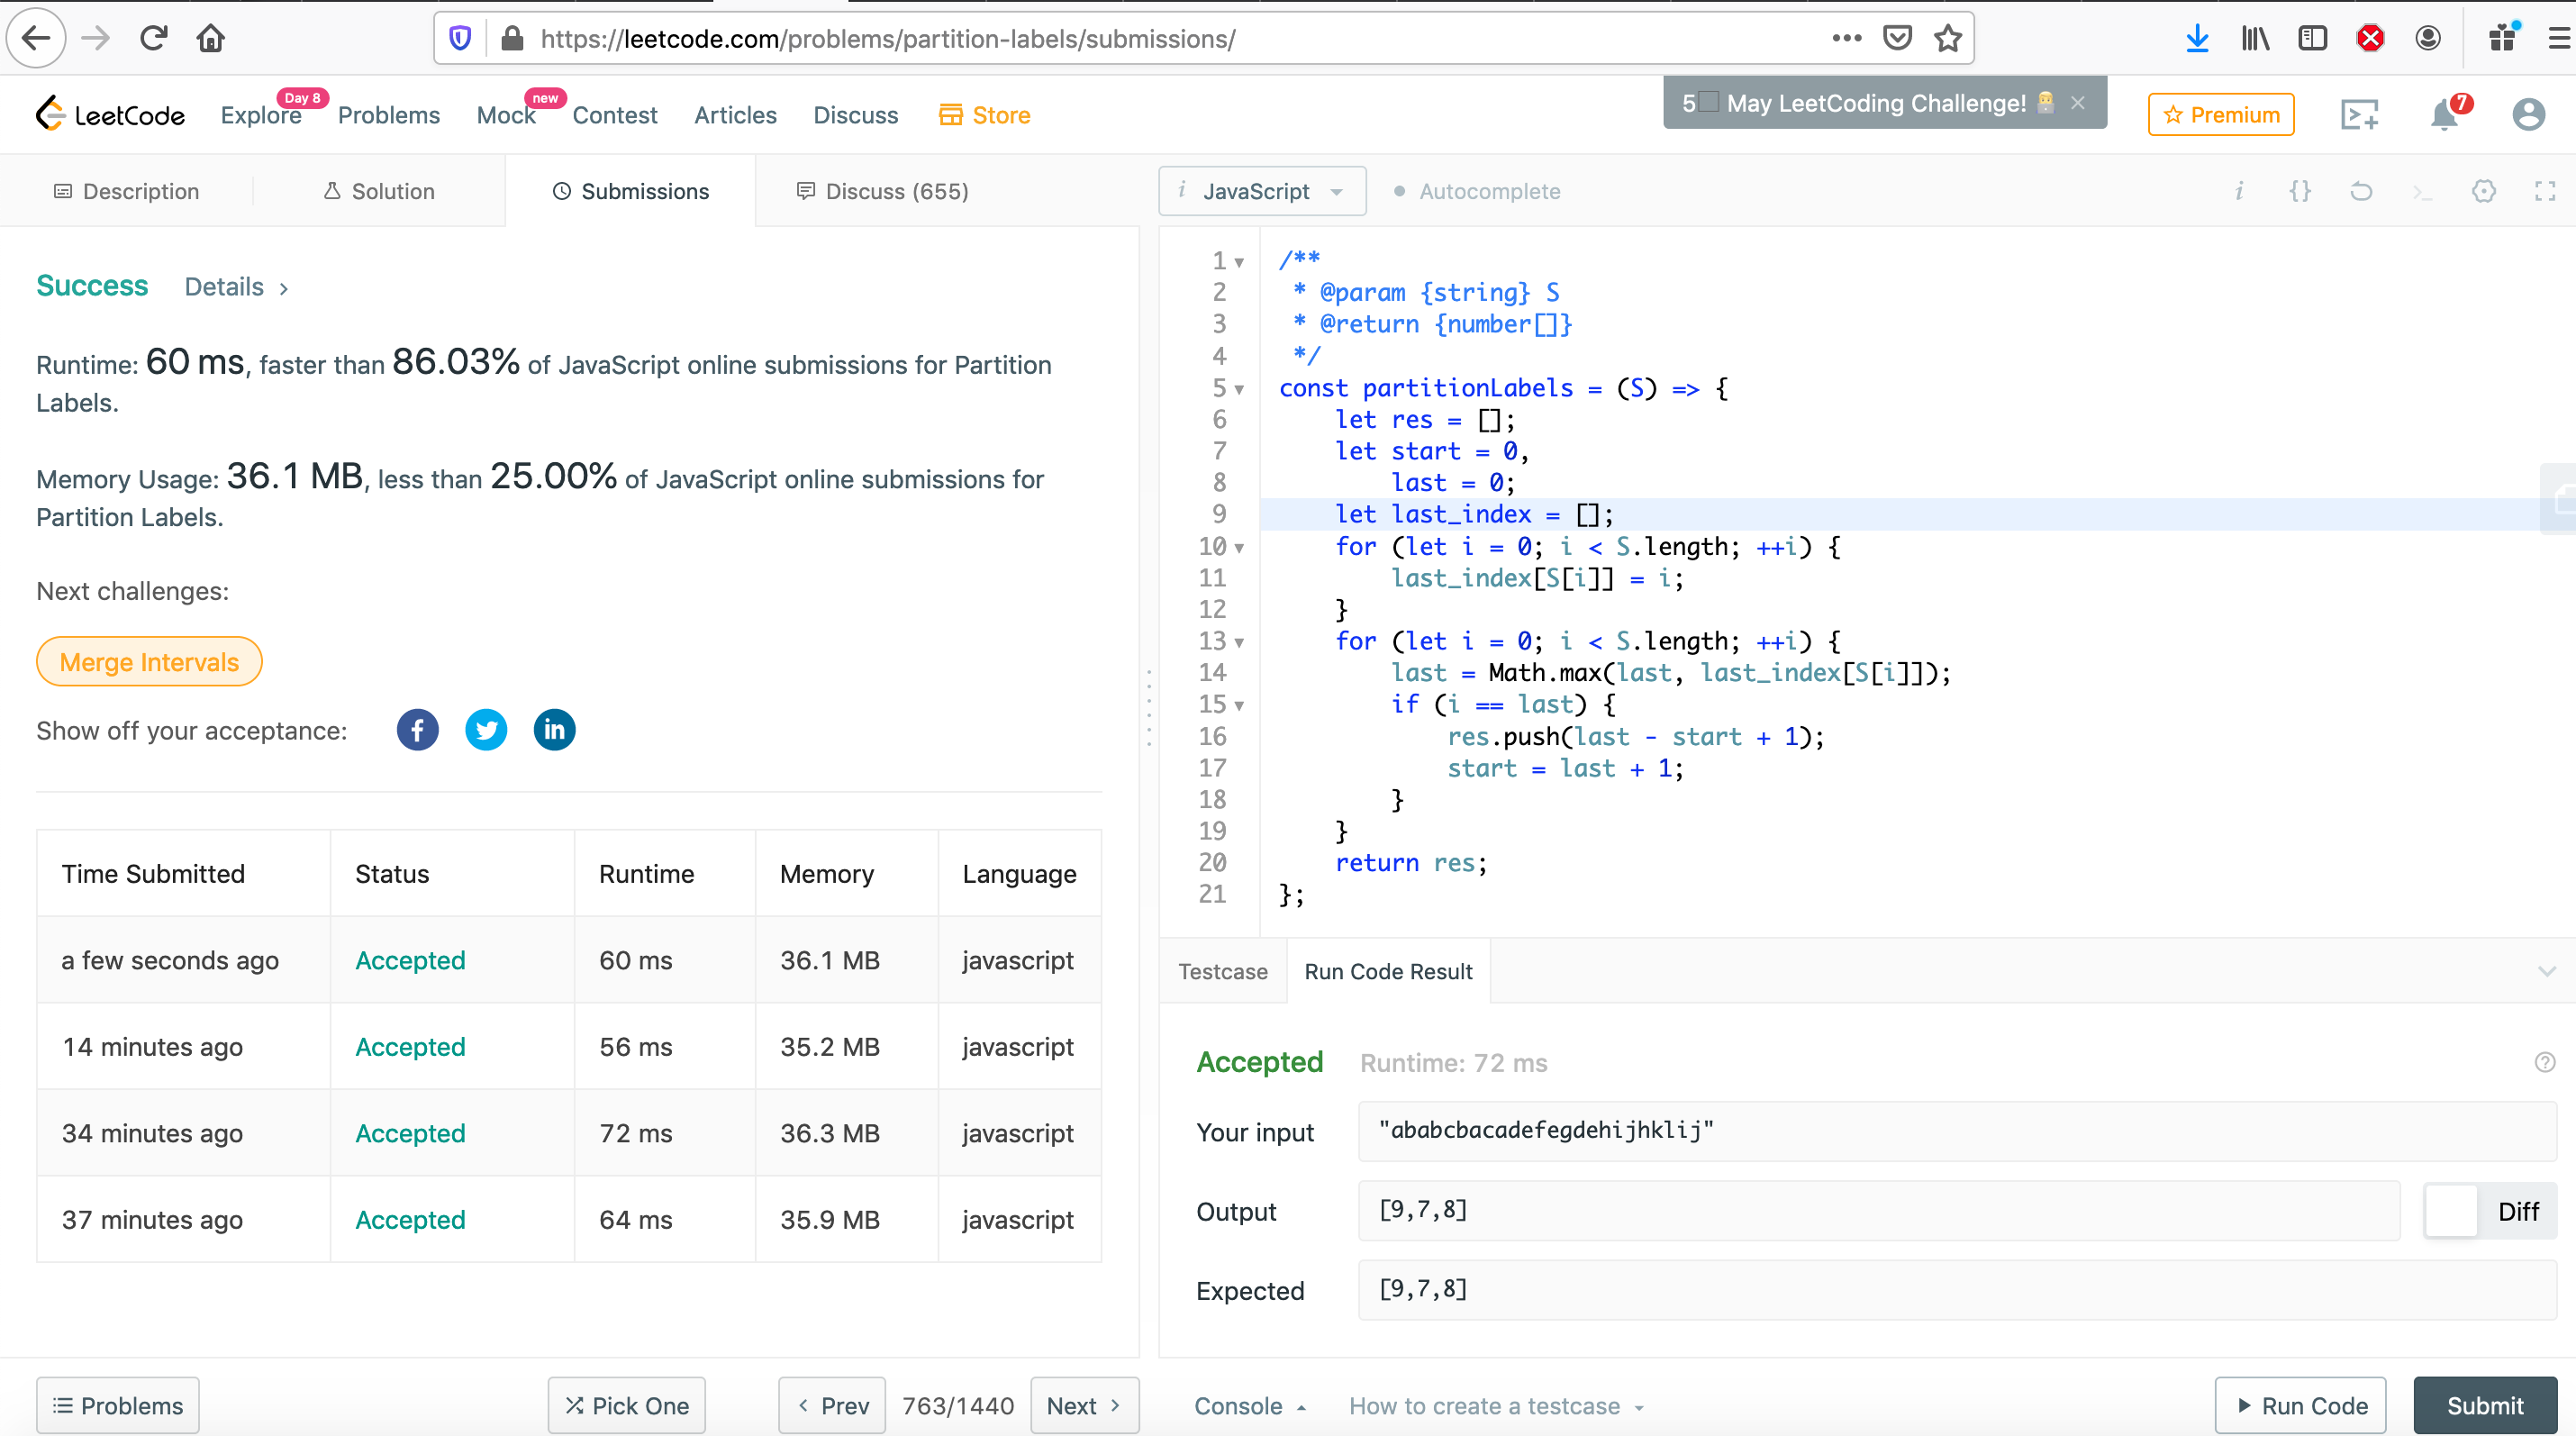 https://leetcode.com/problems/partition-labels/submissions/
LeetCode
Explore
Day 8
Problems
Mock
new
Contest
Articles
Discuss
Store
5 May LeetCoding Challenge!
Premium
7
Description
Solution
Submissions
Discuss (655)
Success
Details
Runtime: 60 ms, faster than 86.03% of JavaScript online submissions for Partition
Labels.
Memory Usage: 36.1 MB, less than 25.00% of JavaScript online submissions for
Partition Labels.
Next challenges:
Merge Intervals
Show off your acceptance:
Time Submitted Status Runtime Memory Language
a few seconds ago Accepted 60 ms 36.1 MB javascript
14 minutes ago Accepted 56 ms 35.2 MB javascript
34 minutes ago Accepted 72 ms 36.3 MB javascript
37 minutes ago Accepted 64 ms 35.9 MB javascript
Problems
Pick One
Prev
763/1440
Next
JavaScript
Autocomplete
1 /**
2  * @param {string} S
3  * @return {number[]}
4  */
5 const partitionLabels = (S) => {
6     let res = [];
7     let start = 0,
8         last = 0;
9     let last_index = [];
10     for (let i = 0; i < S.length; ++i) {
11         last_index[S[i]] = i;
12     }
13     for (let i = 0; i < S.length; ++i) {
14         last = Math.max(last, last_index[S[i]]);
15         if (i == last) {
16             res.push(last - start + 1);
17             start = last + 1;
18         }
19     }
20     return res;
21 };
Testcase
Run Code Result
Accepted
Runtime: 72 ms
Your input
"ababcbacadefegdehijhklij"
Output
[9,7,8]
Diff
Expected
[9,7,8]
Console
How to create a testcase
Run Code
Submit